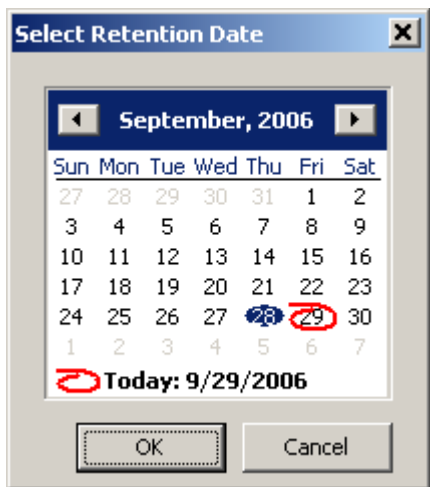 Select Retention Date
September, 2006
Sun Mon Tue Wed Thu Fri Sat
27 28 29 30 31 1 2
3 4 5 6 7 8 9
10 11 12 13 14 15 16
17 18 19 20 21 22 23
24 25 26 27 28 29 30
1 2 3 4 5 6 7
Today: 9/29/2006
OK Cancel